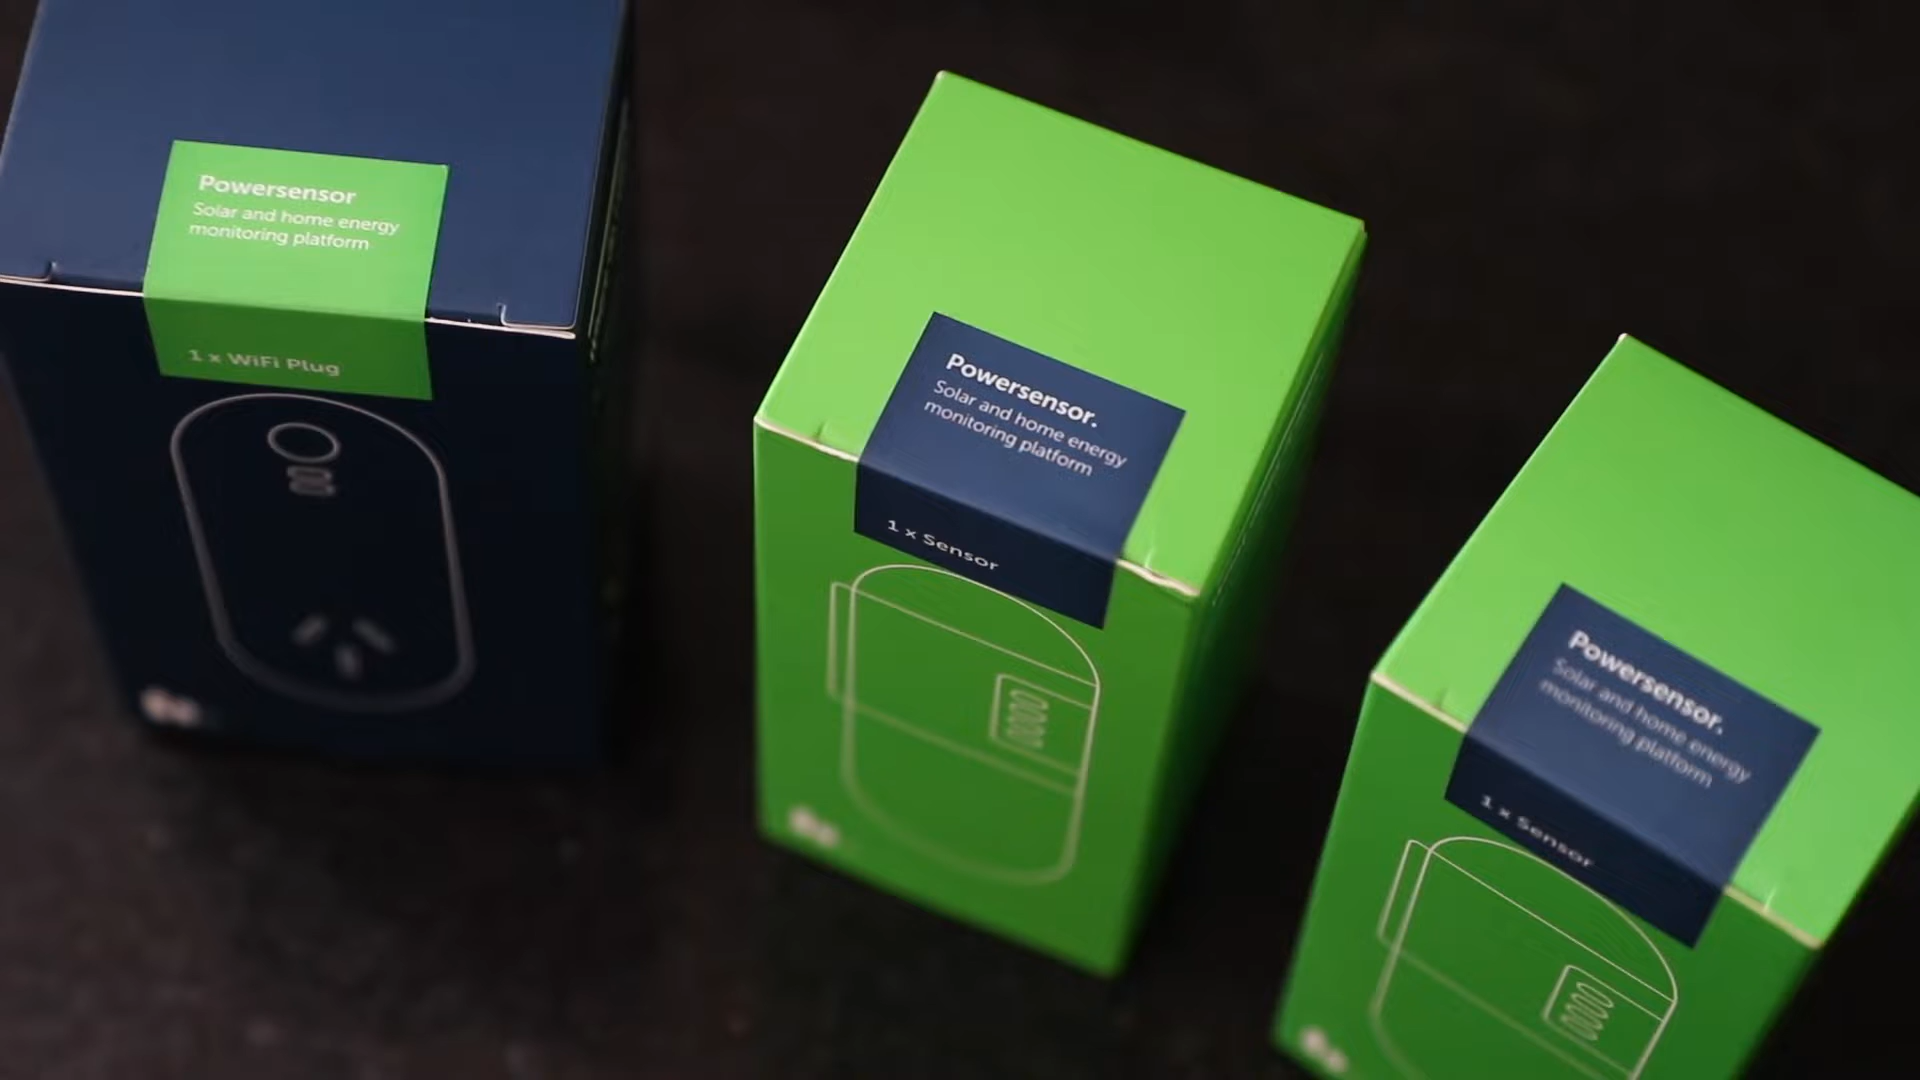 Powersensor
Solar and home energy
monitoring platform
1 x WiFi Plug
Powersensor.
Solar and home energy
monitoring platform
1 x Sensor
Powersensor.
Solar and home energy
monitoring platform
1 x Sensor